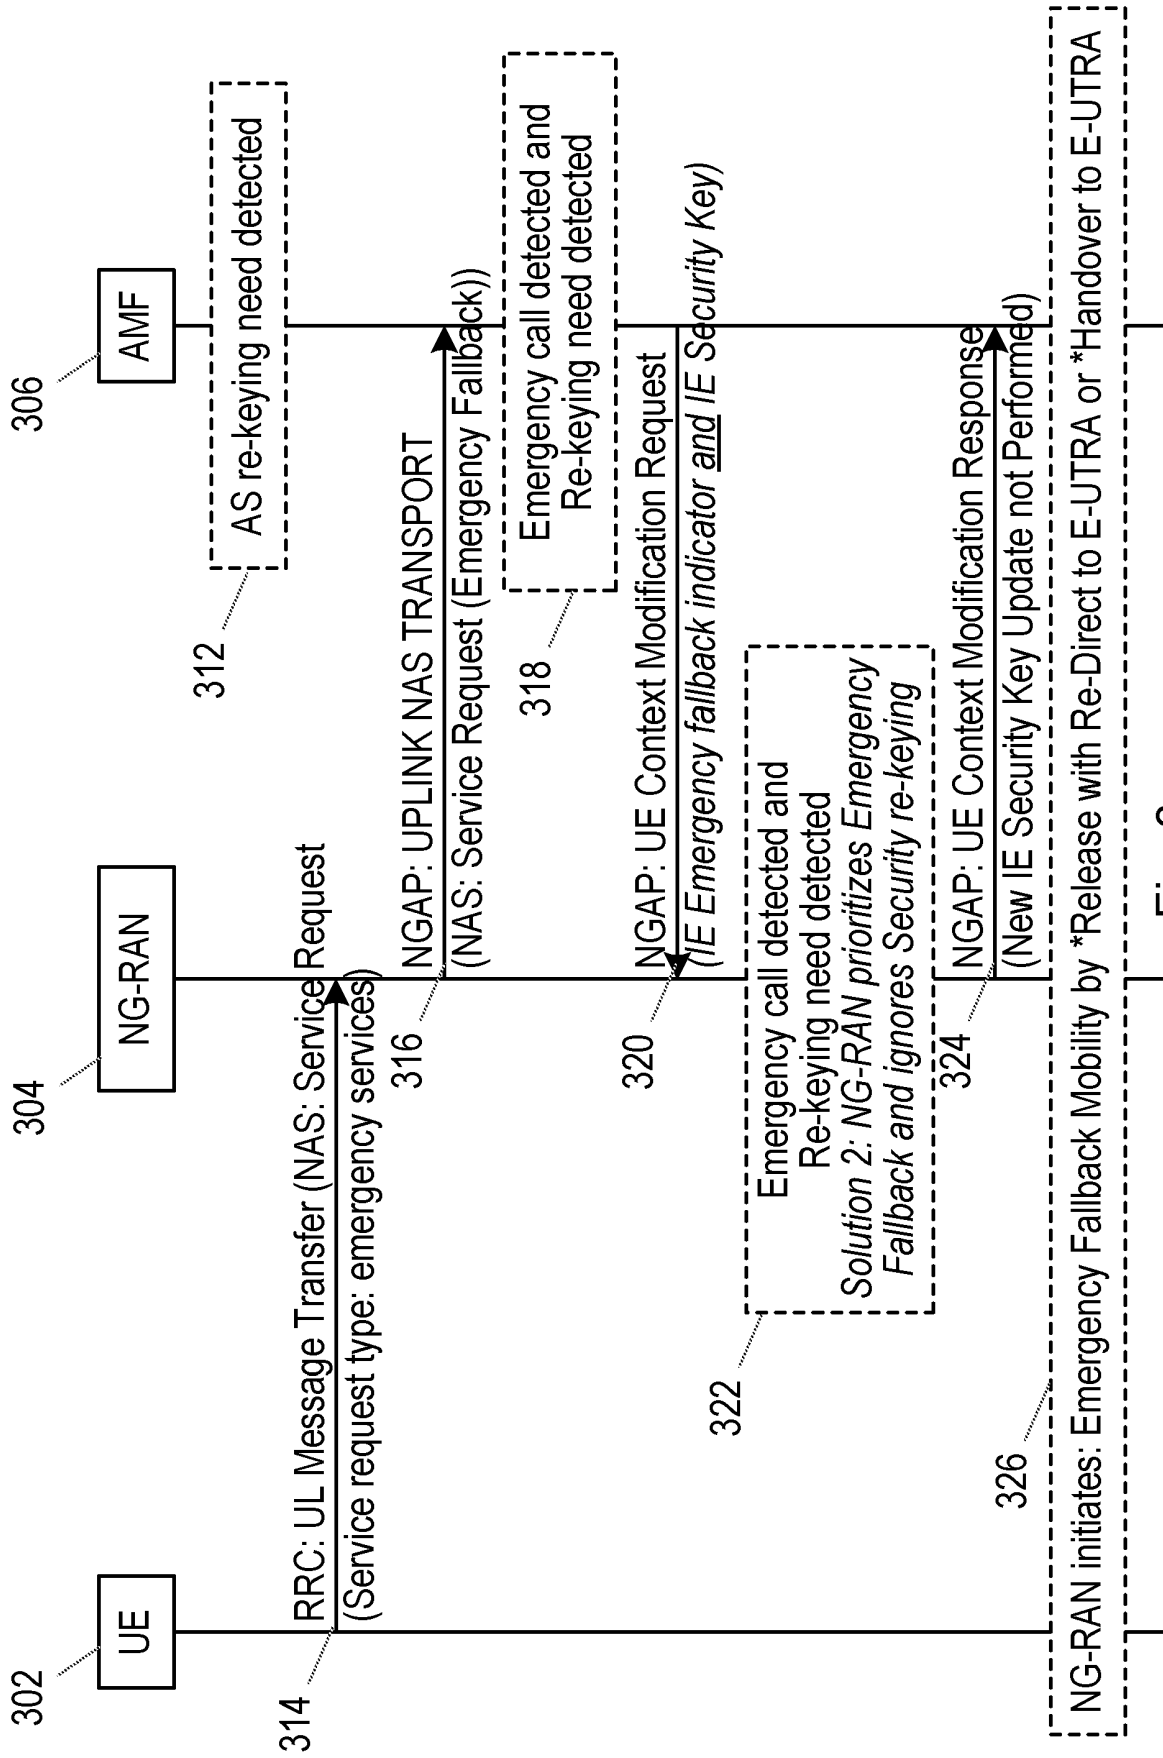 302
UE
304
NG-RAN
306
AMF
312
AS re-keying need detected
314
RRC: UL Message Transfer (NAS: Service Request
(Service request type: emergency services)
316
NGAP: UPLINK NAS TRANSPORT
(NAS: Service Request (Emergency Fallback))
318
Emergency call detected and
Re-keying need detected
320
NGAP: UE Context Modification Request
(IE Emergency fallback indicator and IE Security Key)
322
Emergency call detected and
Re-keying need detected
Solution 2: NG-RAN prioritizes Emergency
Fallback and ignores Security re-keying
324
NGAP: UE Context Modification Response
(New IE Security Key Update not Performed)
326
NG-RAN initiates: Emergency Fallback Mobility by *Release with Re-Direct to E-UTRA or *Handover to E-UTRA